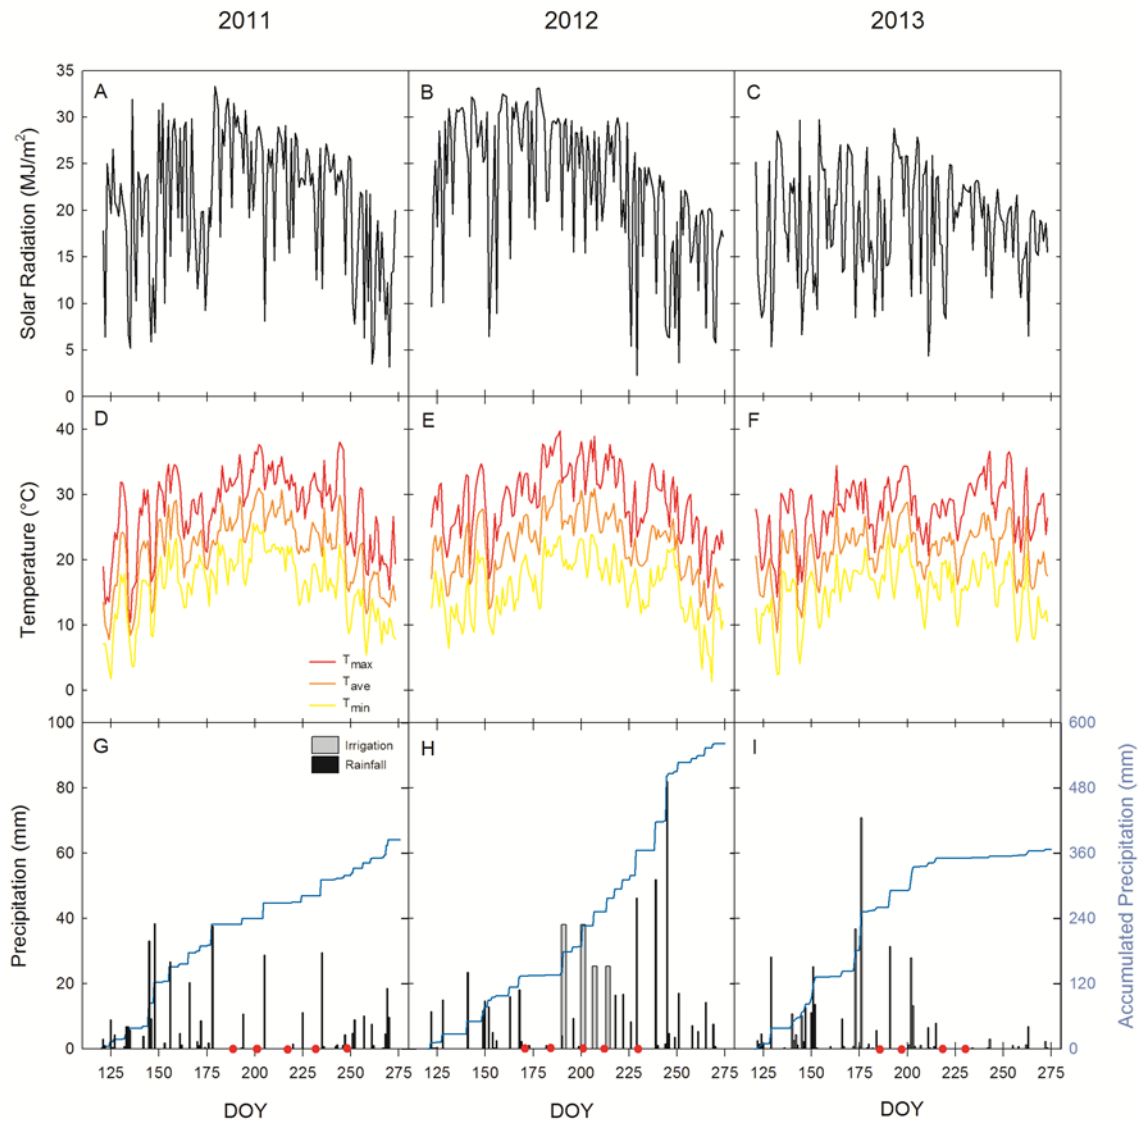 2011 2012 2013
Solar Radiation (MJ/m²)
35
30
25
20
15
10
5
0
A B C
Temperature (°C)
40
30
20
10
0
D E F
Tmax
Tave
Tmin
Precipitation (mm)
100
80
60
40
20
0
G H I
Irrigation
Rainfall
600
480
360
240
120
0
Accumulated Precipitation (mm)
125 150 175 200 225 250 275 125 150 175 200 225 250 275 125 150 175 200 225 250 275
DOY DOY DOY